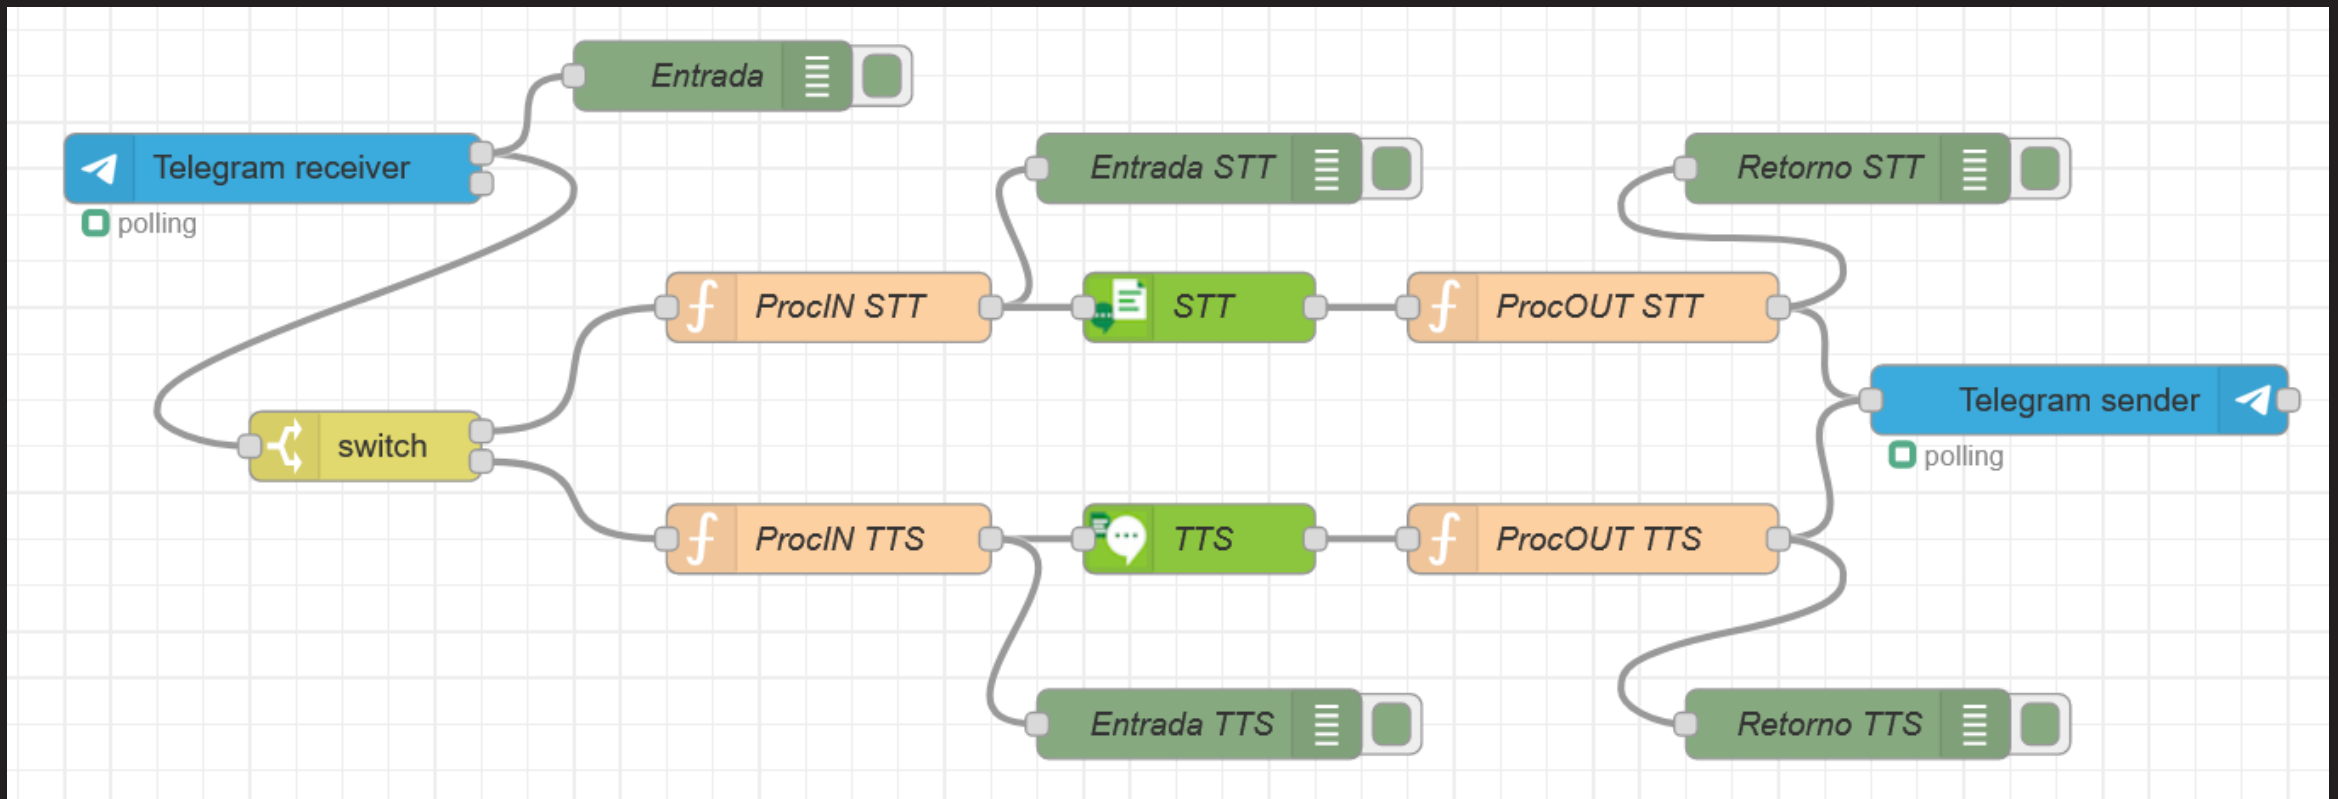 Entrada
Telegram receiver
polling
Entrada STT
Retorno STT
ProcIN STT
STT
ProcOUT STT
Telegram sender
polling
switch
ProcIN TTS
TTS
ProcOUT TTS
Entrada TTS
Retorno TTS